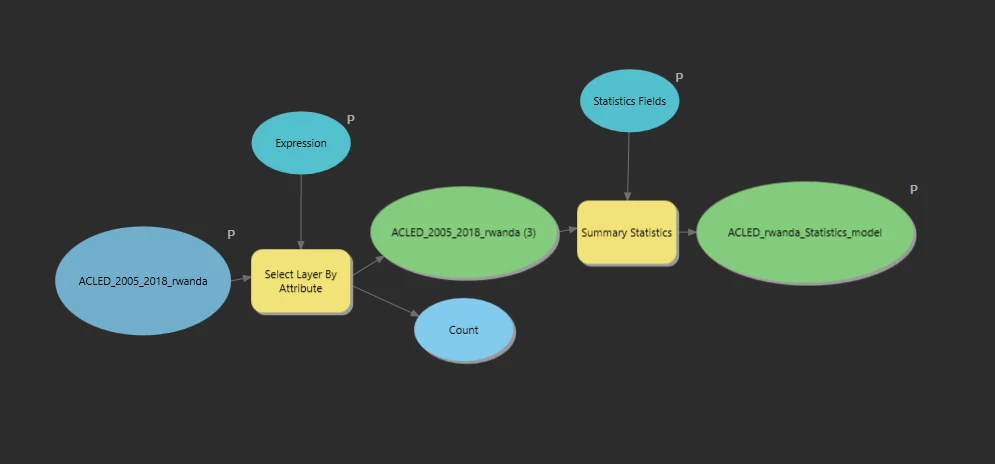 Statistics Fields
P
Expression
P
ACLED_2005_2018_rwanda
P
Select Layer By
Attribute
ACLED_2005_2018_rwanda (3)
Count
Summary Statistics
ACLED_rwanda_Statistics_model
P